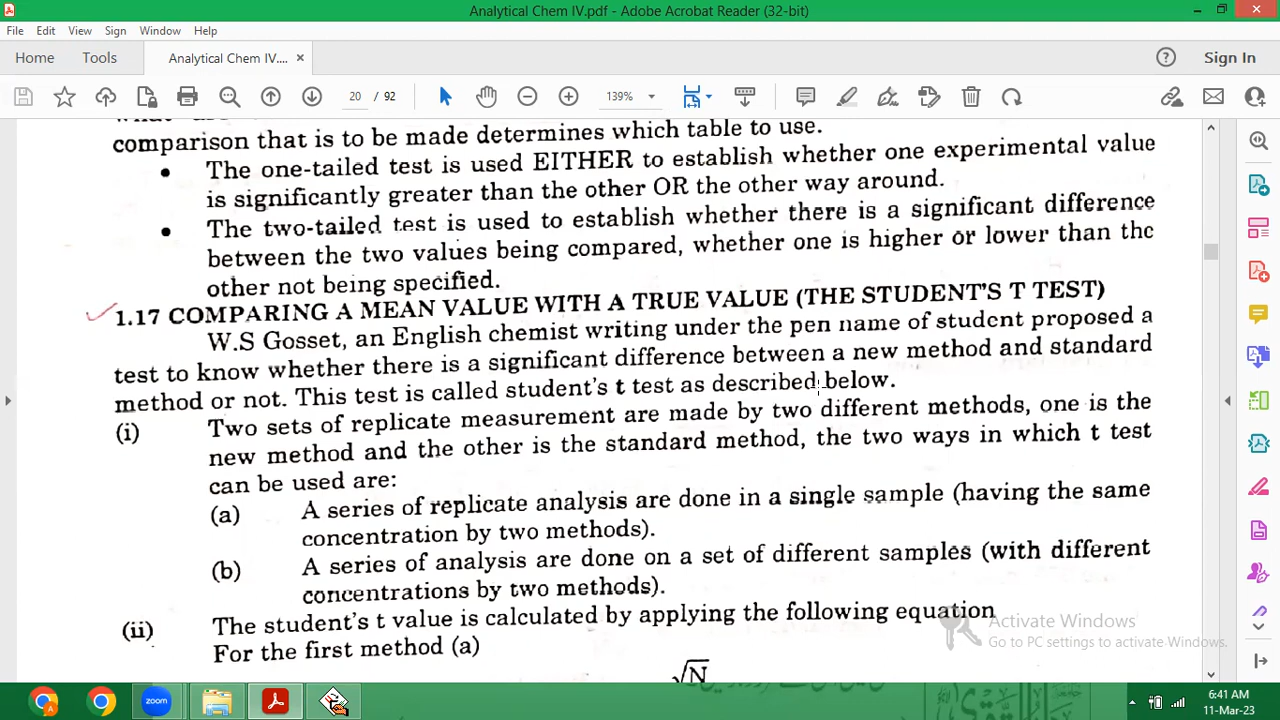 Analytical Chem IV.pdf - Adobe Acrobat Reader (32-bit)
File Edit View Sign Window Help
Home Tools Analytical Chem IV.... × Sign In
20 / 92 139%
comparison that is to be made determines which table to use.
• The one-tailed test is used EITHER to establish whether one experimental value
is significantly greater than the other OR the other way around.
• The two-tailed test is used to establish whether there is a significant difference
between the two values being compared, whether one is higher or lower than the
other not being specified.
1.17 COMPARING A MEAN VALUE WITH A TRUE VALUE (THE STUDENT'S T TEST)
W.S Gosset, an English chemist writing under the pen name of student proposed a
test to know whether there is a significant difference between a new method and standard
method or not. This test is called student's t test as described below.
(i) Two sets of replicate measurement are made by two different methods, one is the
new method and the other is the standard method, the two ways in which t test
can be used are:
(a) A series of replicate analysis are done in a single sample (having the same
concentration by two methods).
(b) A series of analysis are done on a set of different samples (with different
concentrations by two methods).
(ii) The student's t value is calculated by applying the following equation
For the first method (a)
√N
Activate Windows
Go to PC settings to activate Windows.
zoom
6:41 AM
11-Mar-23